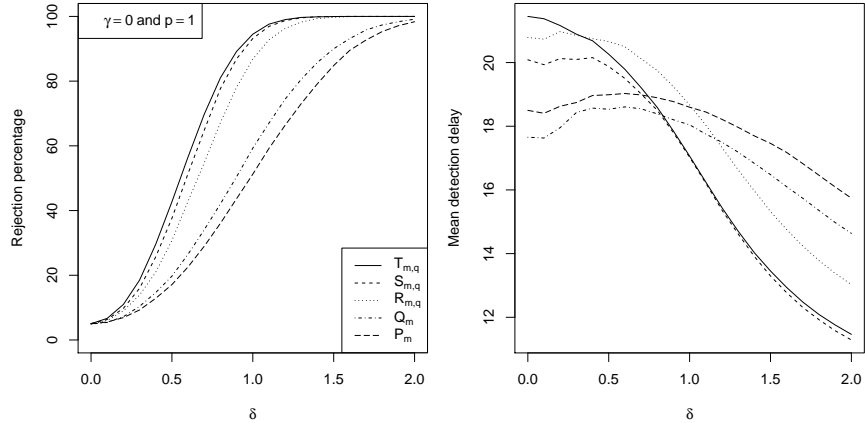 γ = 0 and p = 1
Rejection percentage
100
80
60
40
20
0
T_{m,q}
S_{m,q}
R_{m,q}
Q_m
P_m
0.0 0.5 1.0 1.5 2.0
δ
Mean detection delay
20
18
16
14
12
0.0 0.5 1.0 1.5 2.0
δ